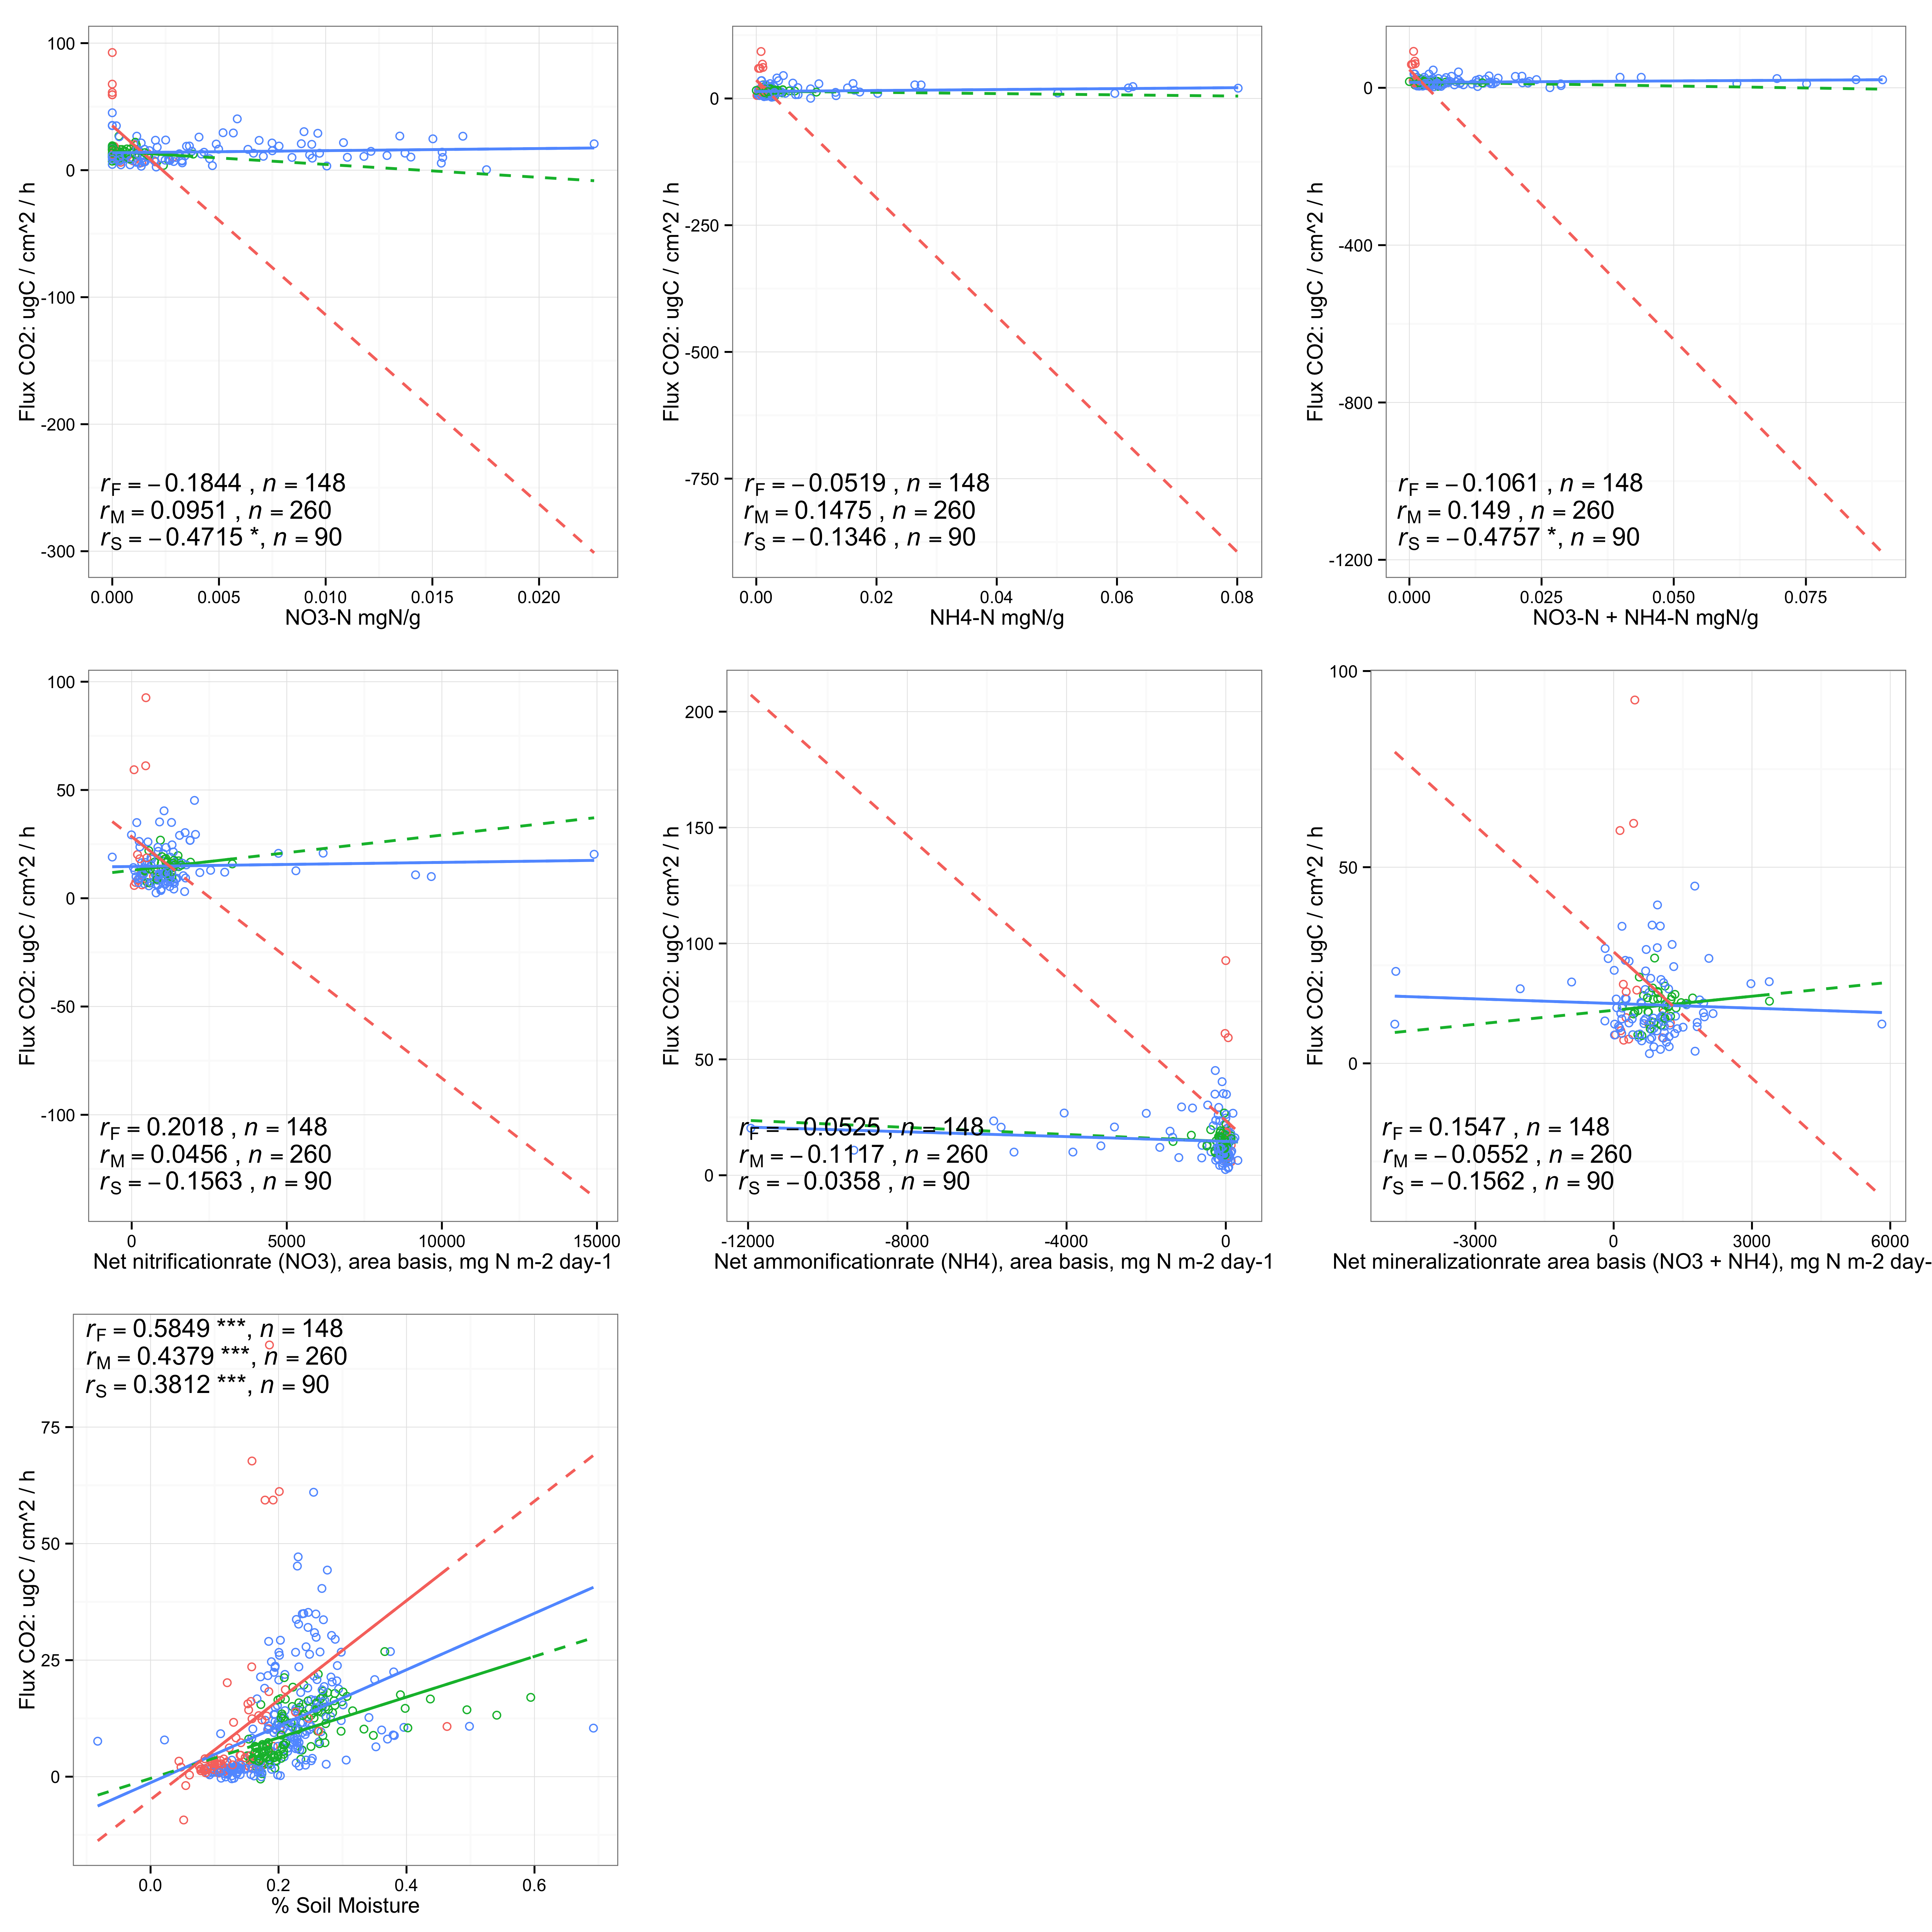 100
0
-100
-200
-300
Flux CO2: ugC / cm^2 / h
rF = −0.1844 , n = 148
rM = 0.0951 , n = 260
rS = −0.4715 *, n = 90
0.000 0.005 0.010 0.015 0.020
NO3-N mgN/g
0
-250
-500
-750
Flux CO2: ugC / cm^2 / h
rF = −0.0519 , n = 148
rM = 0.1475 , n = 260
rS = −0.1346 , n = 90
0.00 0.02 0.04 0.06 0.08
NH4-N mgN/g
0
-400
-800
-1200
Flux CO2: ugC / cm^2 / h
rF = −0.1061 , n = 148
rM = 0.149 , n = 260
rS = −0.4757 *, n = 90
0.000 0.025 0.050 0.075
NO3-N + NH4-N mgN/g
100
50
0
-50
-100
Flux CO2: ugC / cm^2 / h
rF = 0.2018 , n = 148
rM = 0.0456 , n = 260
rS = −0.1563 , n = 90
0 5000 10000 15000
Net nitrificationrate (NO3), area basis, mg N m-2 day-1
200
150
100
50
0
Flux CO2: ugC / cm^2 / h
rF = −0.0525 , n = 148
rM = −0.1117 , n = 260
rS = −0.0358 , n = 90
-12000 -8000 -4000 0
Net ammonificationrate (NH4), area basis, mg N m-2 day-1
100
50
0
Flux CO2: ugC / cm^2 / h
rF = 0.1547 , n = 148
rM = −0.0552 , n = 260
rS = −0.1562 , n = 90
-3000 0 3000 6000
Net mineralizationrate area basis (NO3 + NH4), mg N m-2 day-
rF = 0.5849 ***, n = 148
rM = 0.4379 ***, n = 260
rS = 0.3812 ***, n = 90
75
50
25
0
Flux CO2: ugC / cm^2 / h
0.0 0.2 0.4 0.6
% Soil Moisture